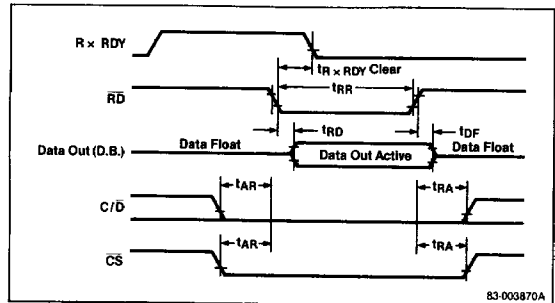 R × RDY
tR × RDY Clear
tRR
RD
tRD
tDF
Data Out (D.B.)
Data Float
Data Out Active
Data Float
tAR
tRA
C/D
tAR
tRA
CS
83-003870A